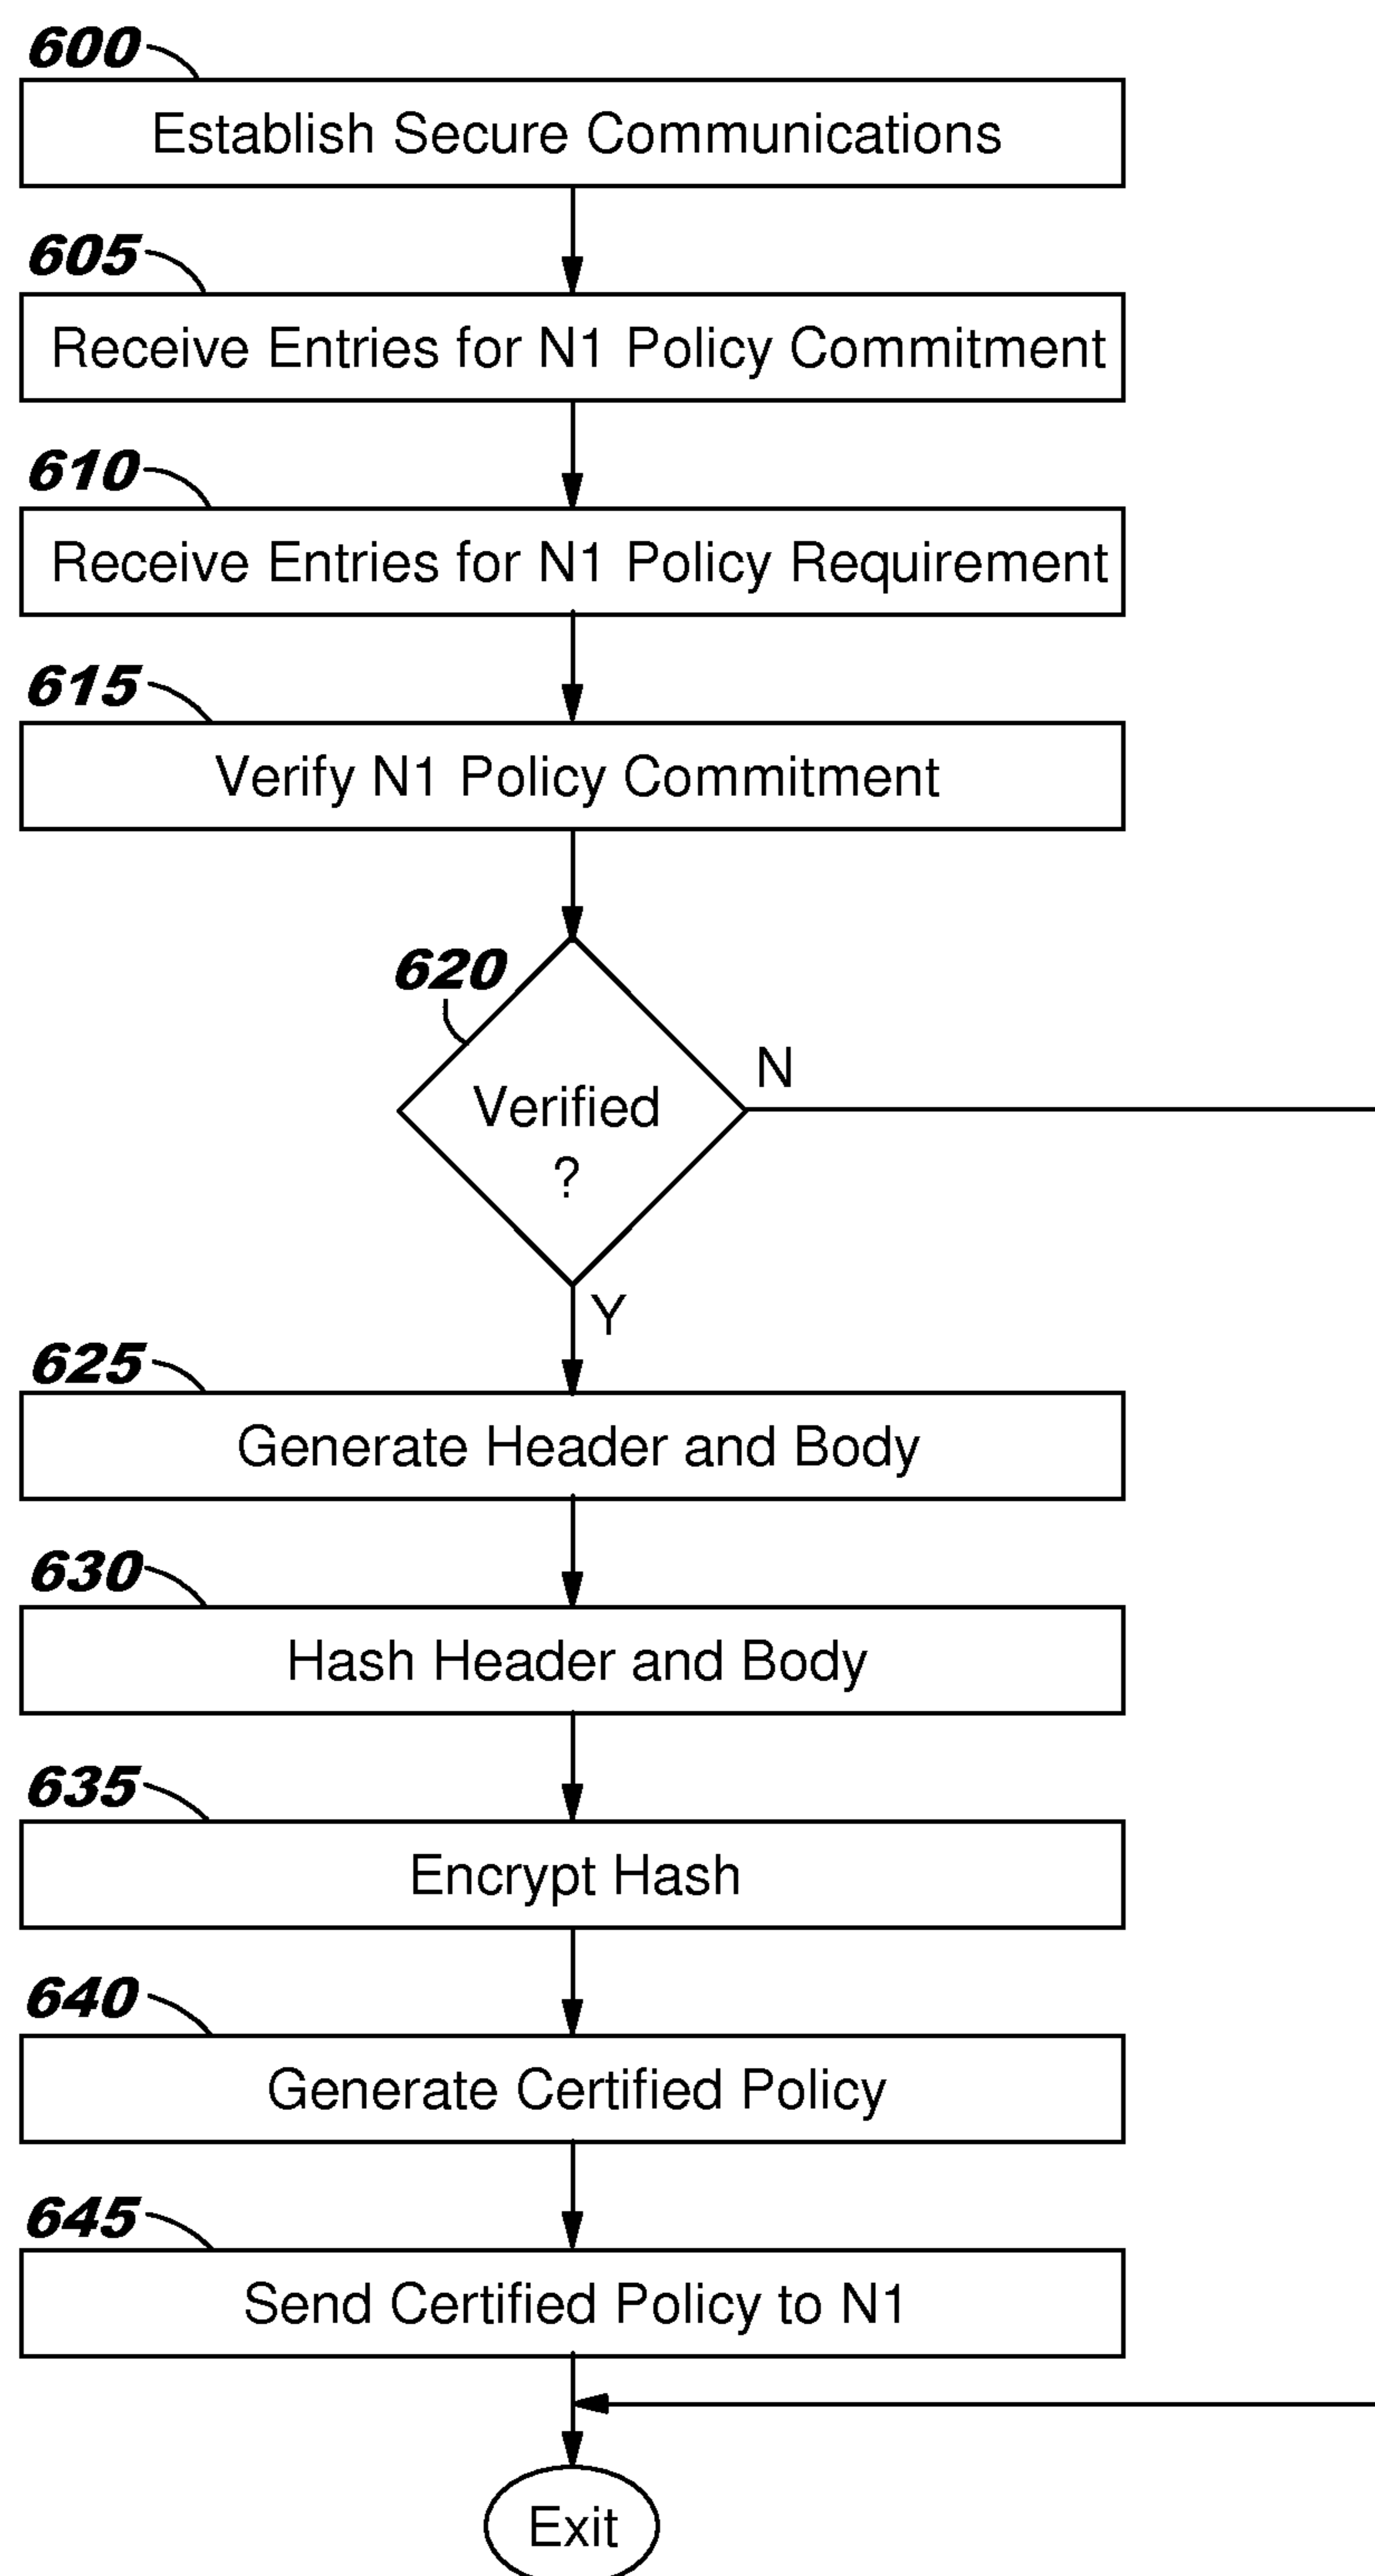 600
Establish Secure Communications
605
Receive Entries for N1 Policy Commitment
610
Receive Entries for N1 Policy Requirement
615
Verify N1 Policy Commitment
620
Verified
?
N
Y
625
Generate Header and Body
630
Hash Header and Body
635
Encrypt Hash
640
Generate Certified Policy
645
Send Certified Policy to N1
Exit